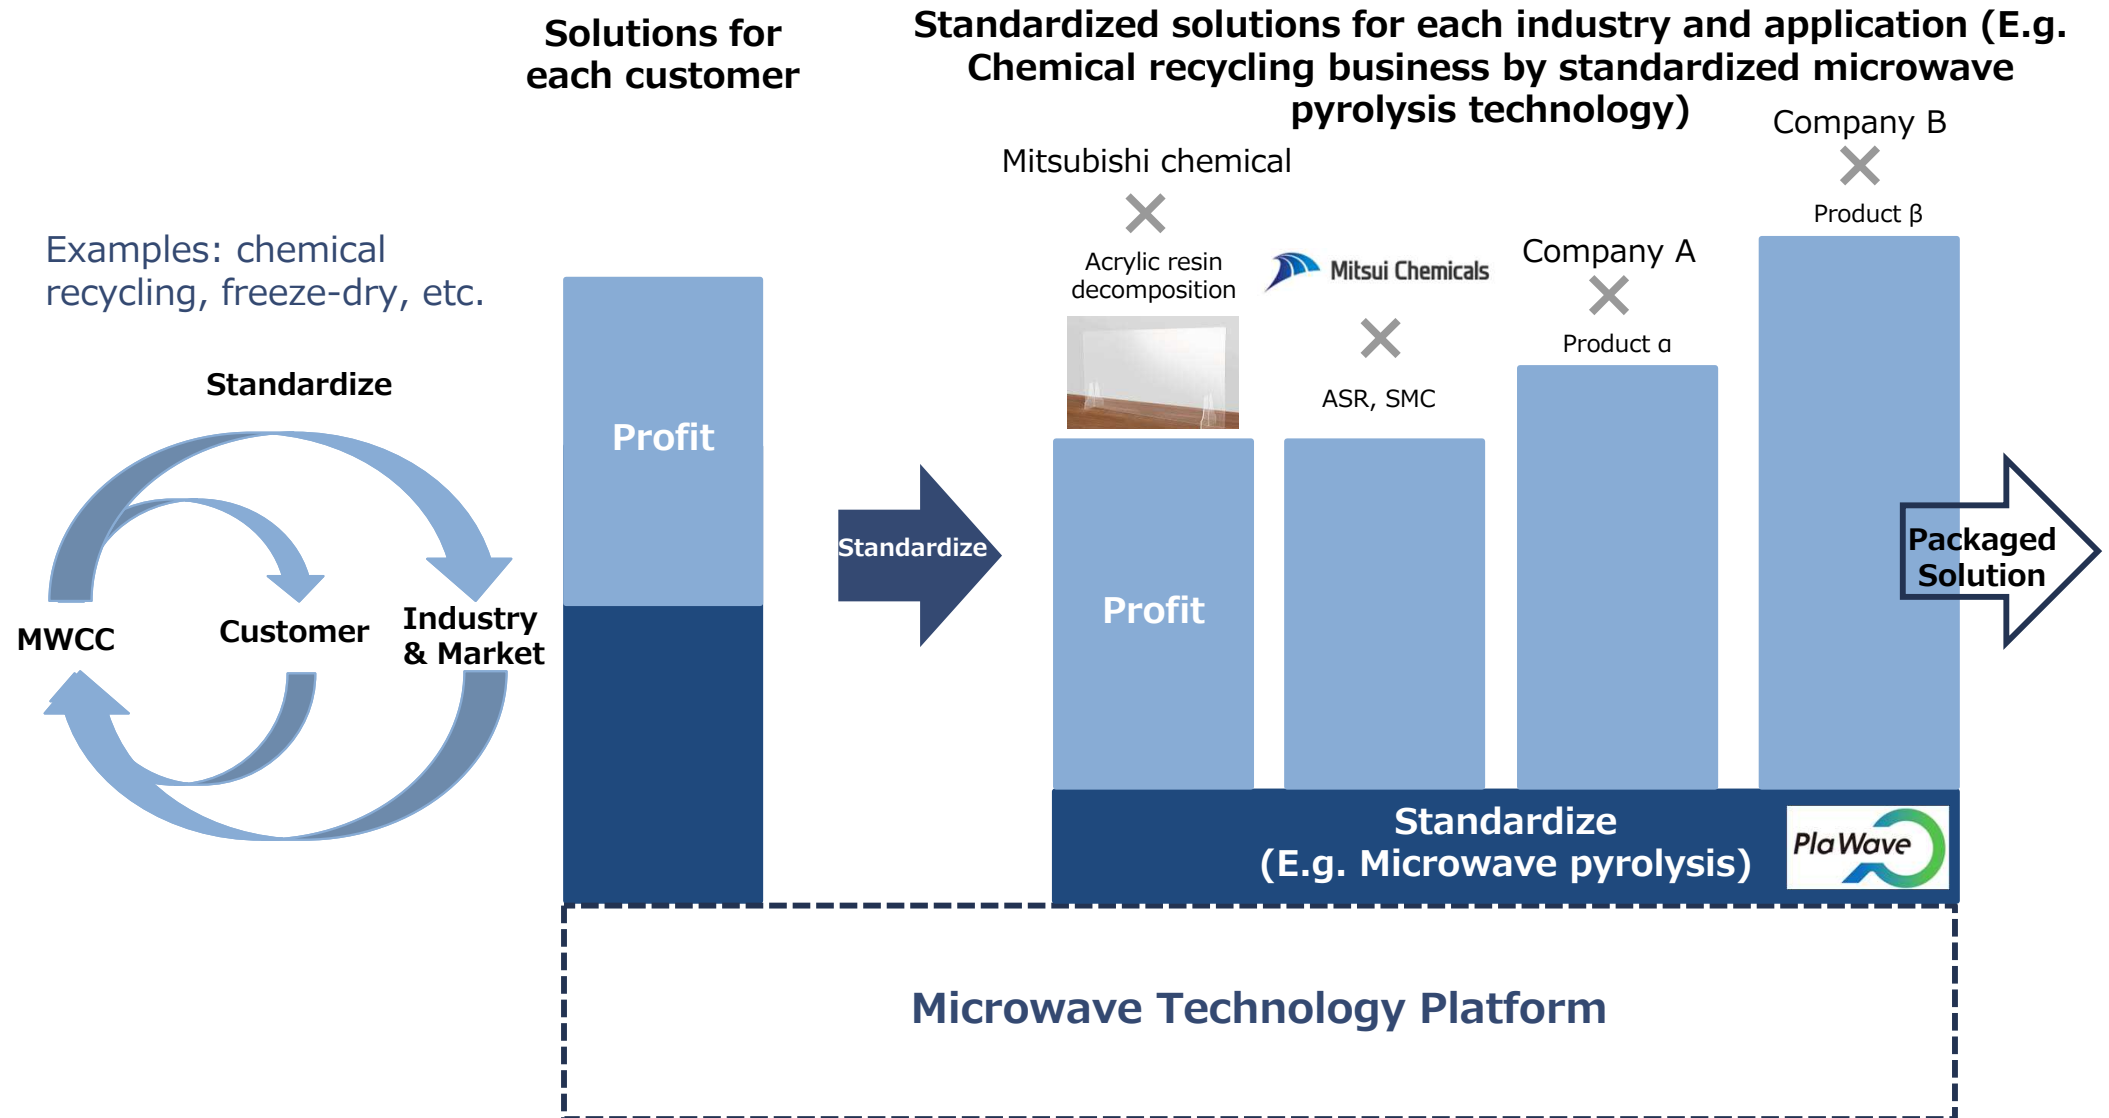 Solutions for
each customer
Standardized solutions for each industry and application (E.g.
Chemical recycling business by standardized microwave
pyrolysis technology)
Examples: chemical
recycling, freeze-dry, etc.
Standardize
MWCC
Customer
Industry
& Market
Profit
Standardize
Mitsubishi chemical
Acrylic resin
decomposition
Mitsui Chemicals
ASR, SMC
Company A
Product α
Company B
Product β
Profit
Packaged
Solution
Standardize
(E.g. Microwave pyrolysis)
PlaWave
Microwave Technology Platform